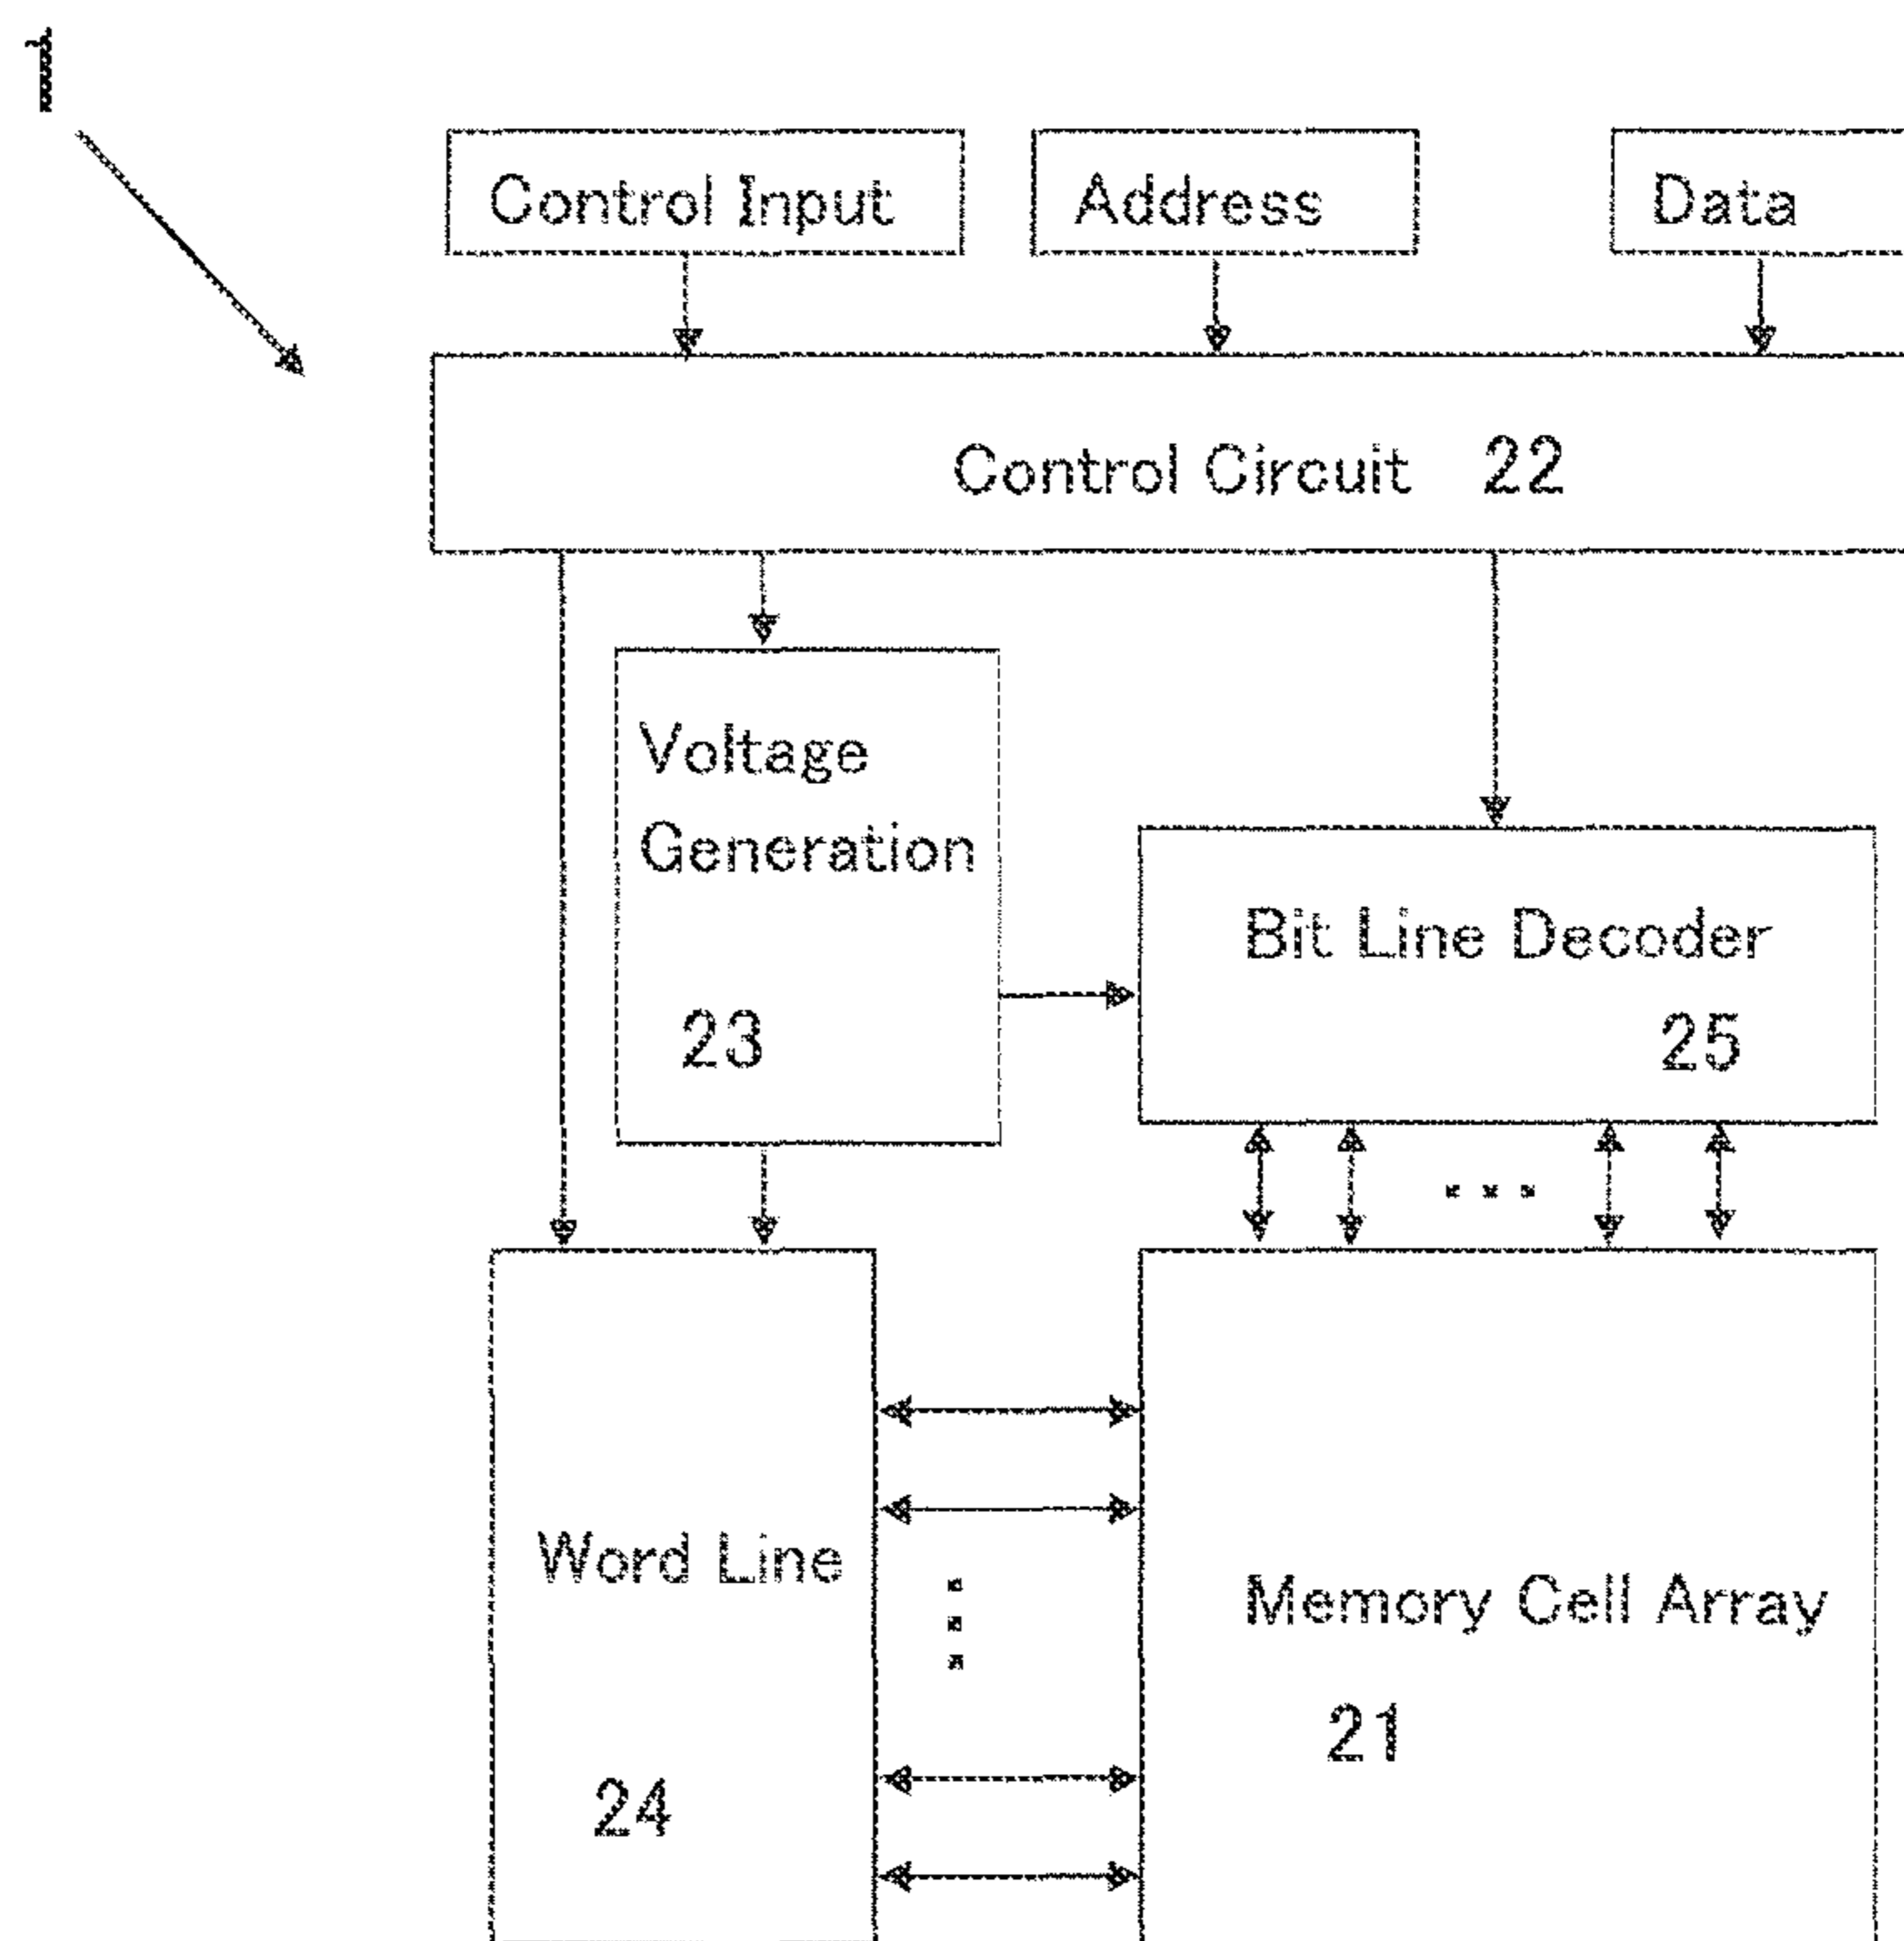 1
Control Input
Address
Data
Control Circuit 22
Voltage
Generation
23
Bit Line Decoder
25
Word Line
24
Memory Cell Array
21